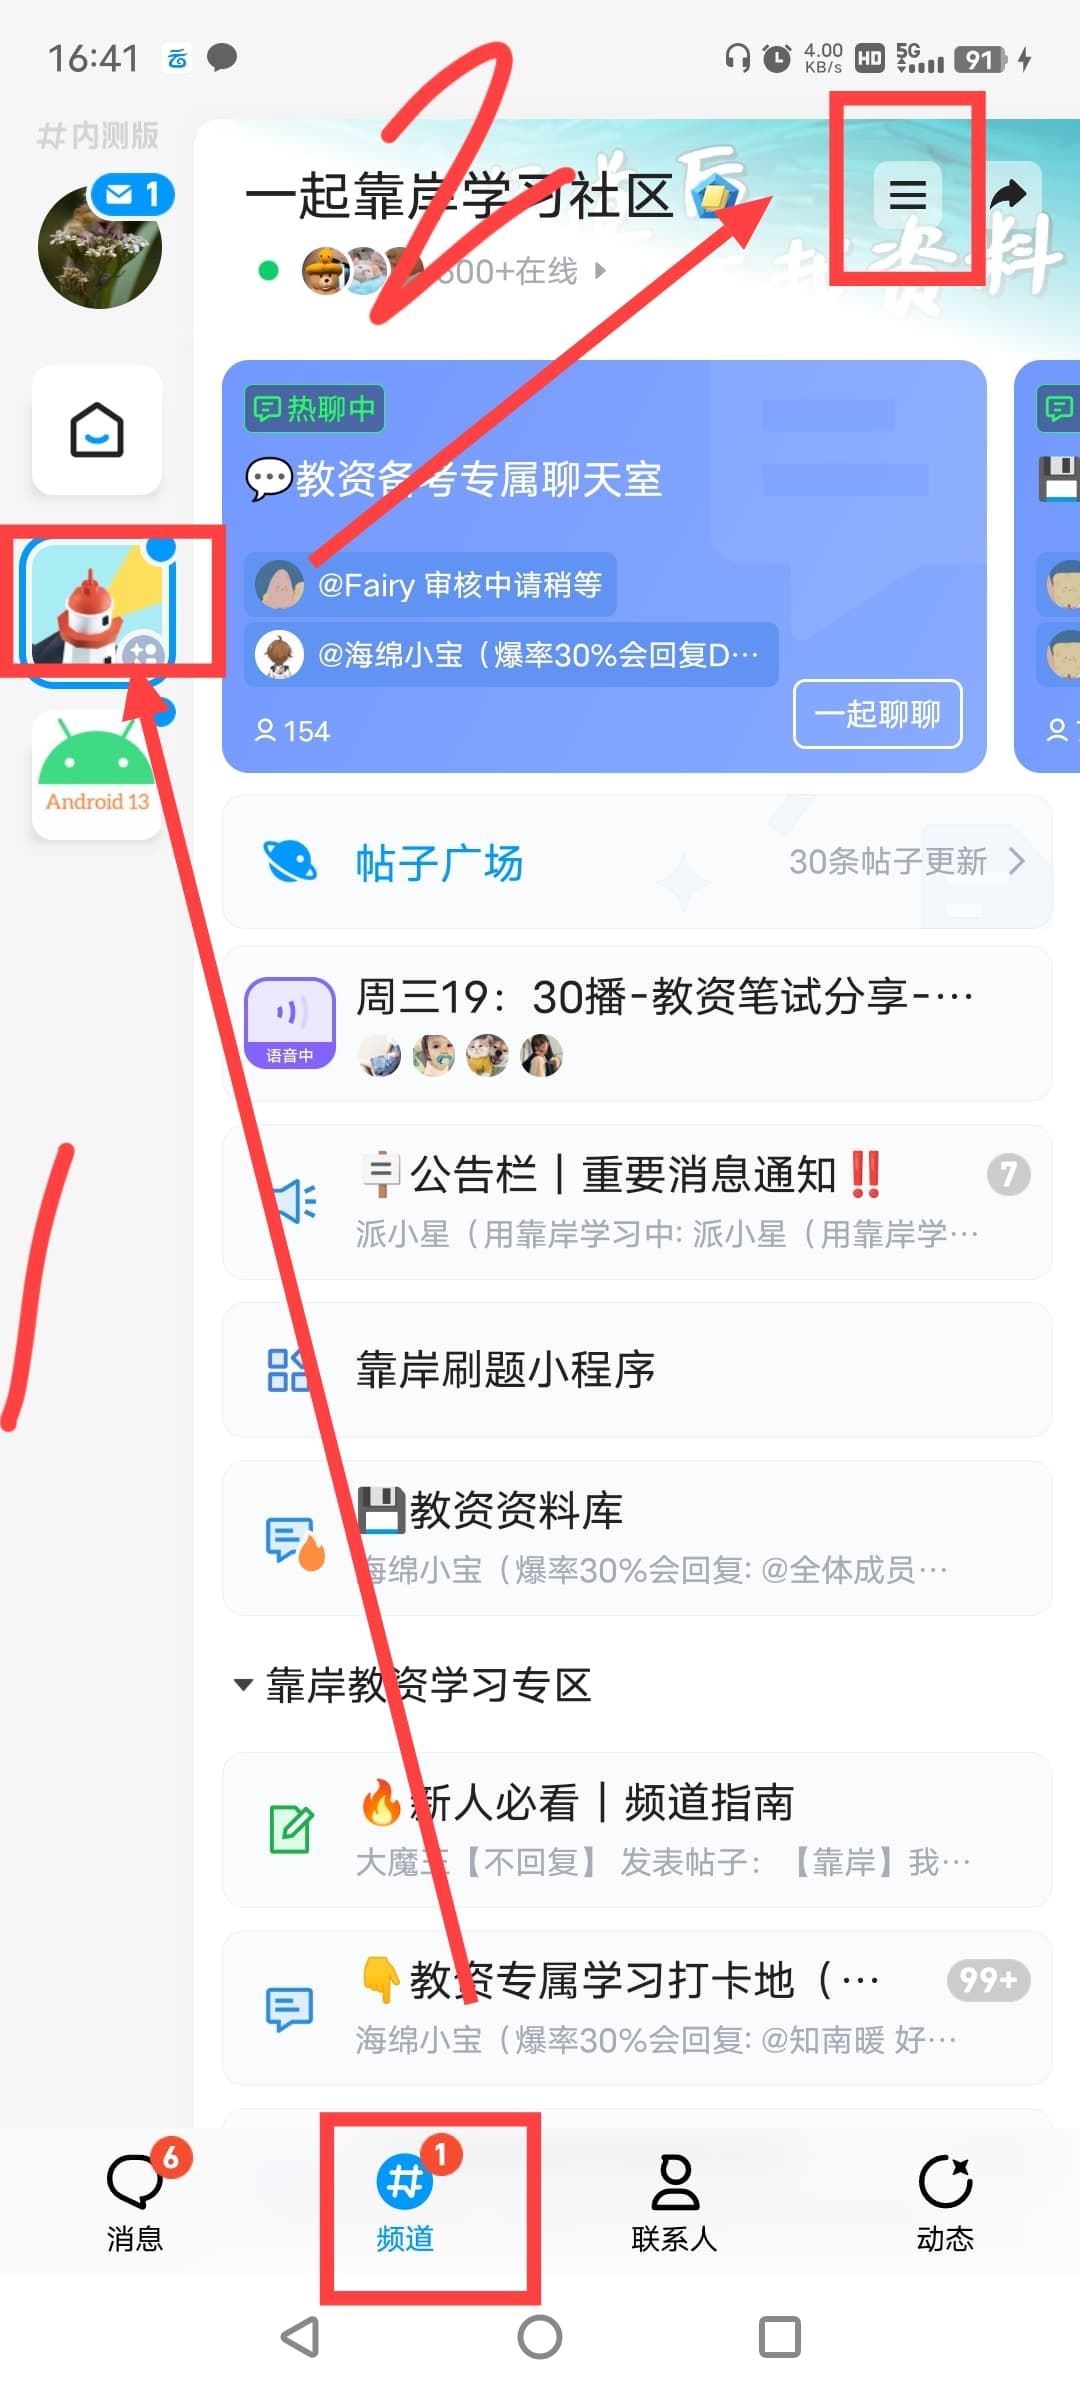 16:41
4.00
KB/s
HD
5G
91
#内测版
1
一起靠岸学习社区
500+在线
热聊中
教资备考专属聊天室
@Fairy 审核中请稍等
@海绵小宝（爆率30%会回复D…
154
一起聊聊
Android 13
帖子广场
30条帖子更新
周三19：30播-教资笔试分享-…
语音中
公告栏｜重要消息通知‼️
7
派小星（用靠岸学习中: 派小星（用靠岸学…
靠岸刷题小程序
教资资料库
海绵小宝（爆率30%会回复: @全体成员…
靠岸教资学习专区
🔥新人必看｜频道指南
大魔王【不回复】 发表帖子：【靠岸】我…
👇教资专属学习打卡地（…
99+
海绵小宝（爆率30%会回复: @知南暖 好…
6
消息
1
频道
联系人
动态
1
2